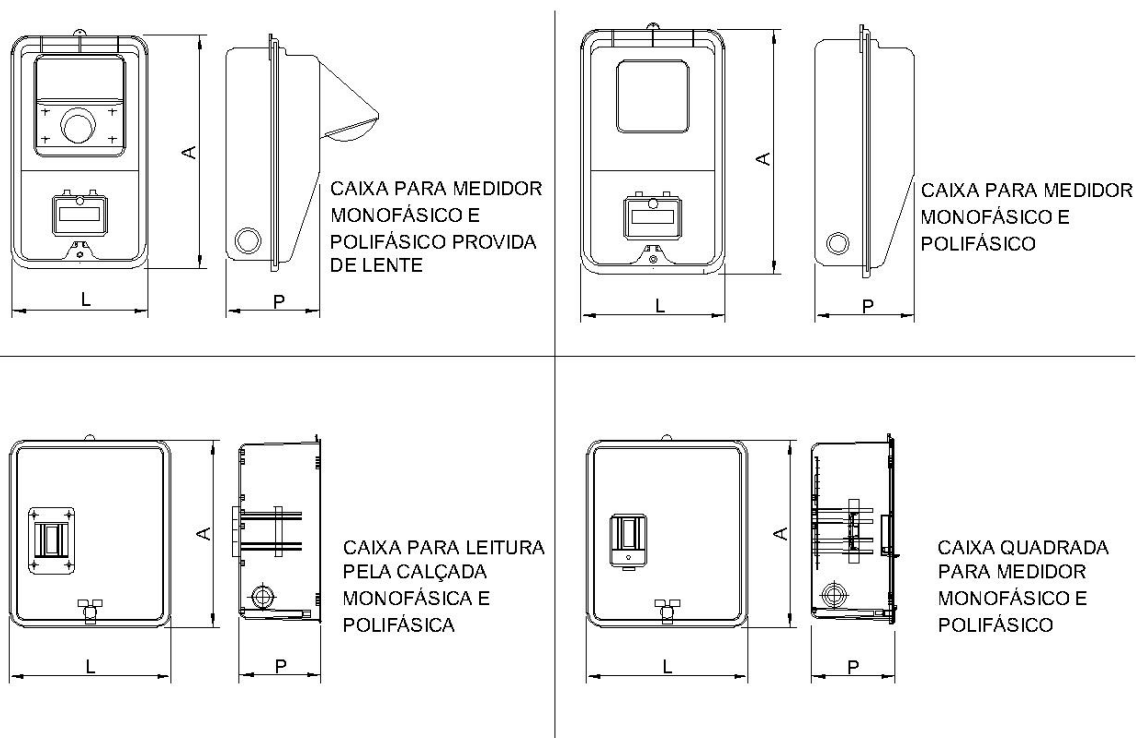 A
L
P
CAIXA PARA MEDIDOR
MONOFÁSICO E
POLIFÁSICO PROVIDA
DE LENTE
A
L
P
CAIXA PARA MEDIDOR
MONOFÁSICO E
POLIFÁSICO
A
L
P
CAIXA PARA LEITURA
PELA CALÇADA
MONOFÁSICA E
POLIFÁSICA
A
L
P
CAIXA QUADRADA
PARA MEDIDOR
MONOFÁSICO E
POLIFÁSICO